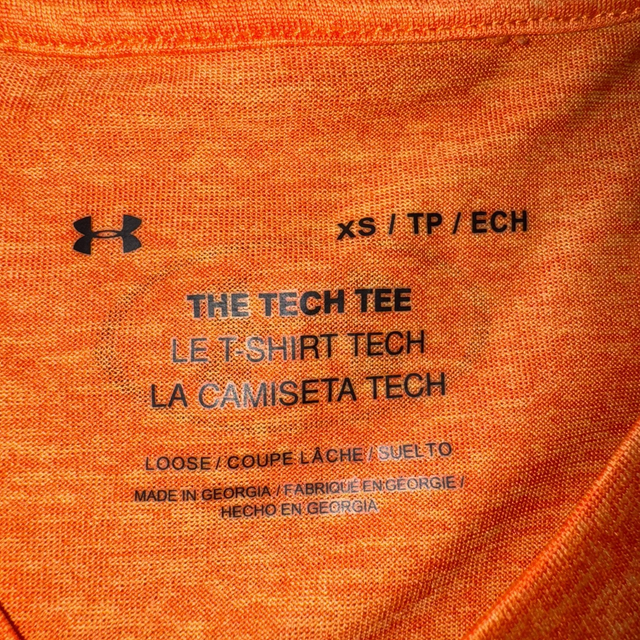 XS / TP / ECH
THE TECH TEE
LE T-SHIRT TECH
LA CAMISETA TECH
LOOSE / COUPE LÂCHE / SUELTO
MADE IN GEORGIA / FABRIQUÉ EN GEORGIE /
HECHO EN GEORGIA